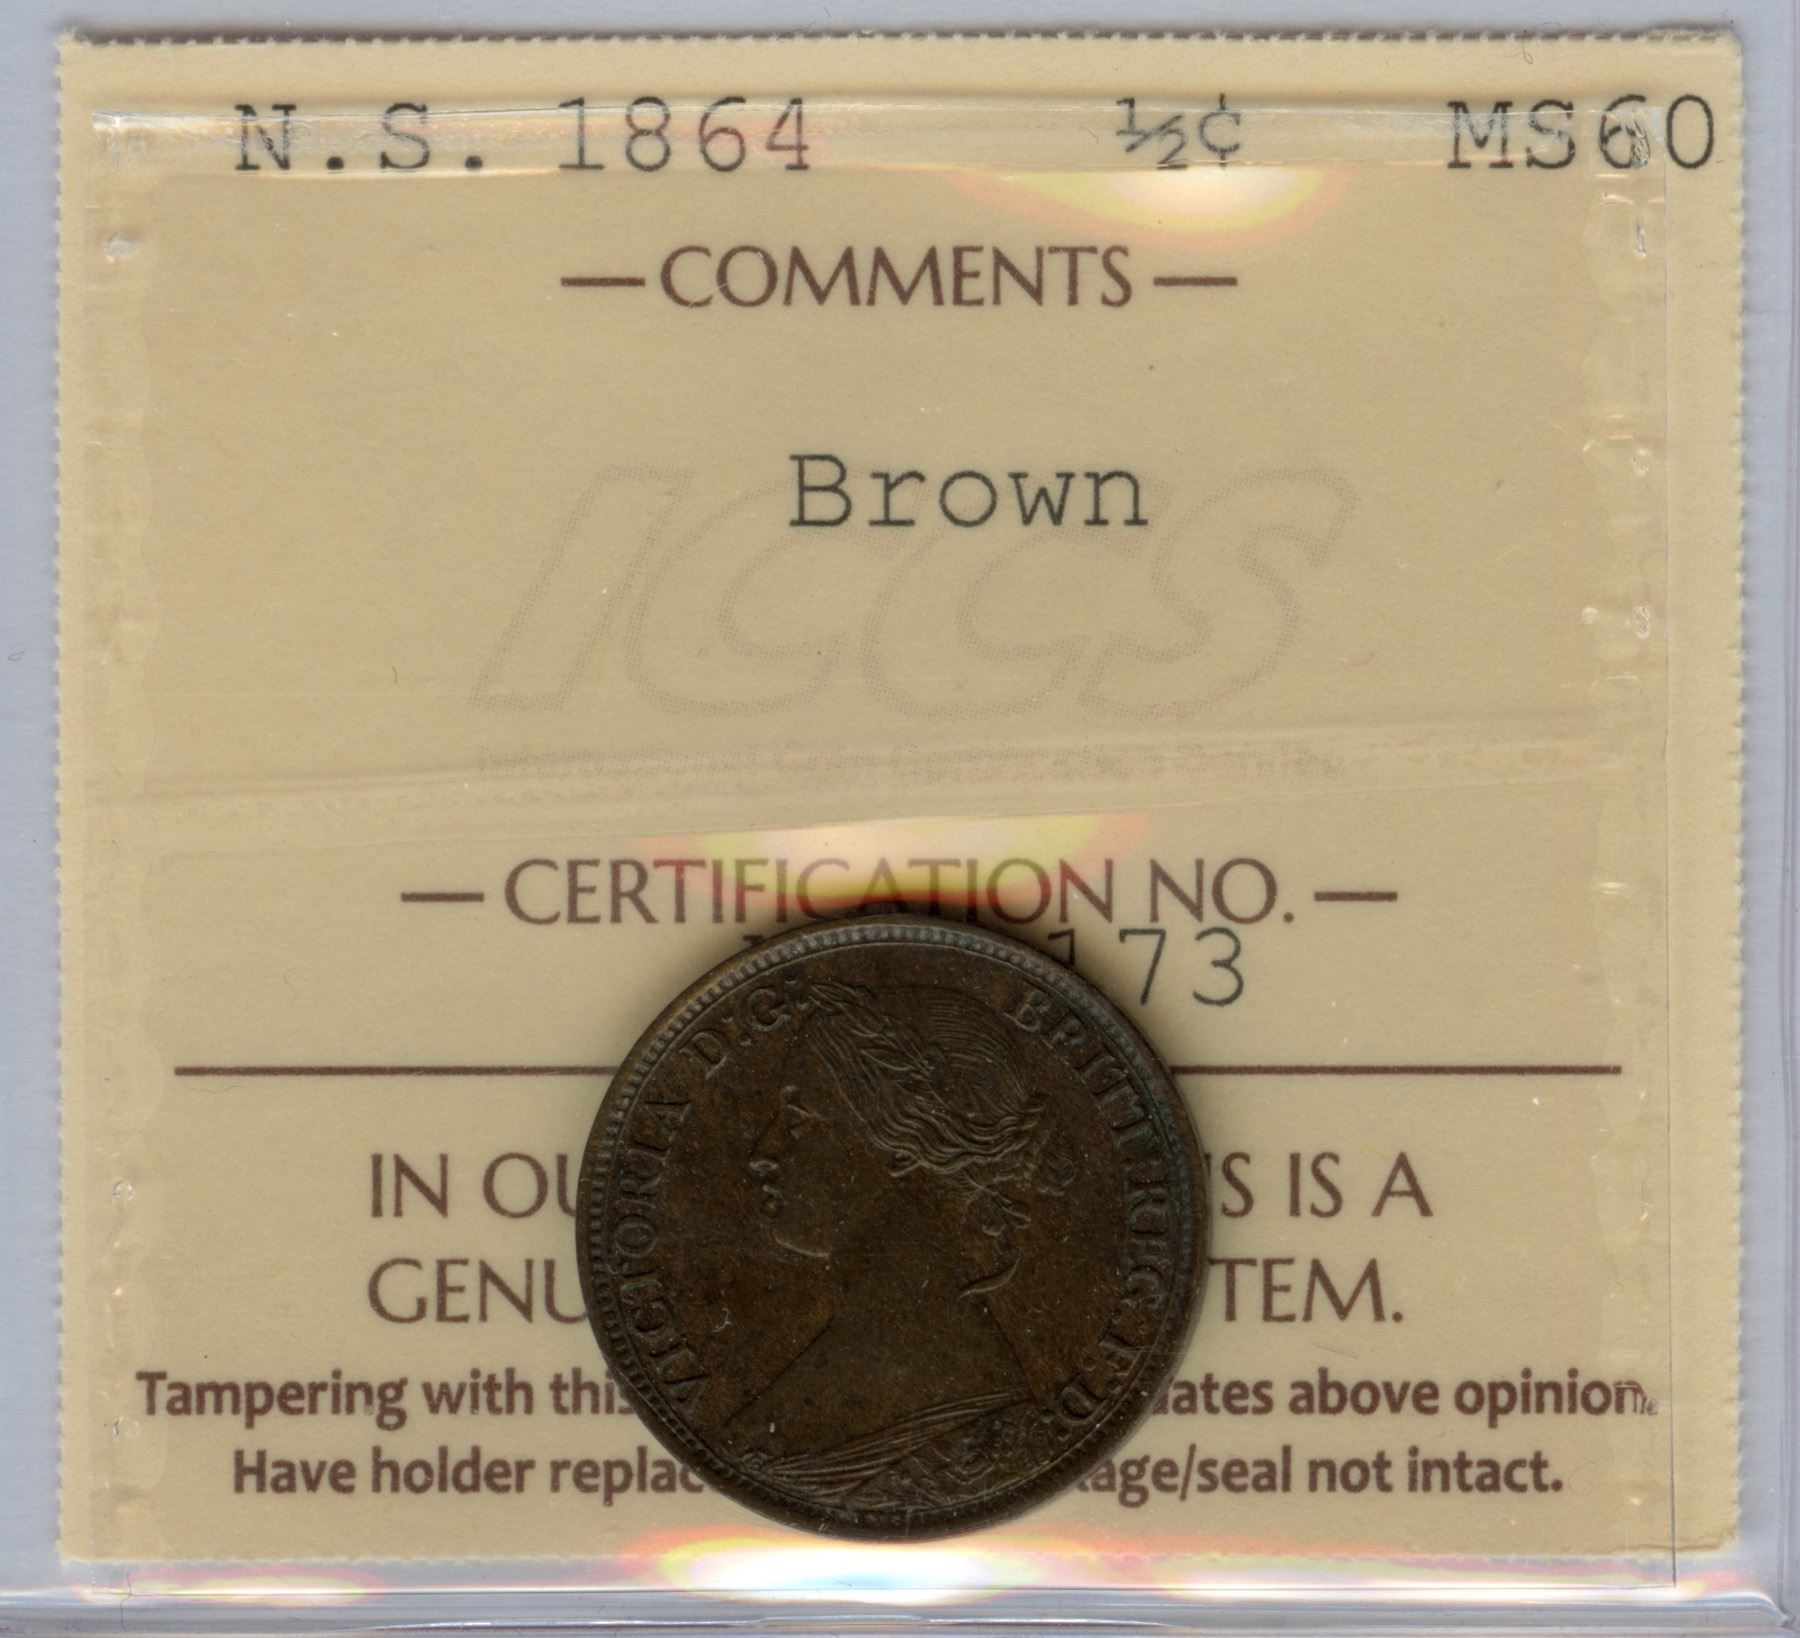 N.S. 1864 ½¢ MS60
— COMMENTS —
Brown
ICCS
— CERTIFICATION NO. —
173
IN OU S IS A
GENU TEM.
Tampering with this ates above opinion.
Have holder replac age/seal not intact.
VICTORIA D:G: BRITT:REG:F:D: